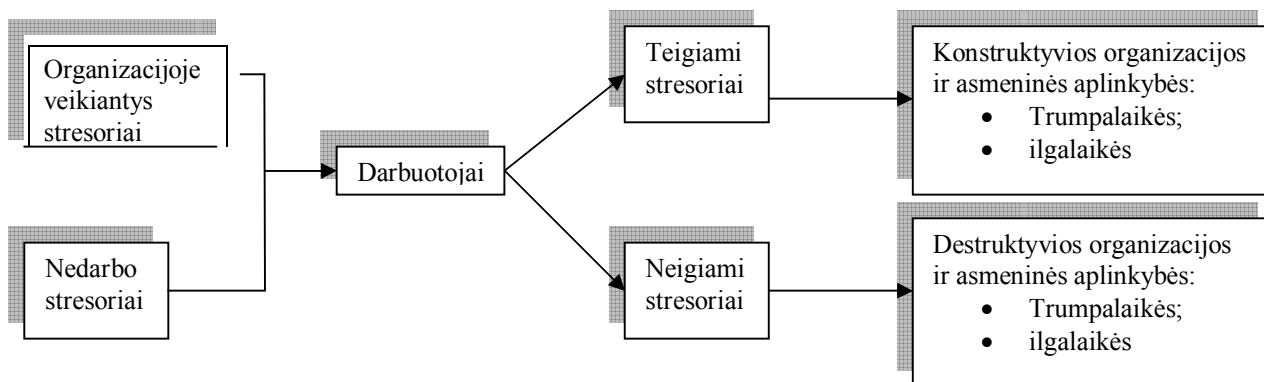 Organizacijoje
veikiantys
stresoriai
Nedarbo
stresoriai
Darbuotojai
Teigiami
stresoriai
Neigiami
stresoriai
Konstruktyvios organizacijos
ir asmeninės aplinkybės:
• Trumpalaikės;
• ilgalaikės
Destruktyvios organizacijos
ir asmeninės aplinkybės:
• Trumpalaikės;
• ilgalaikės